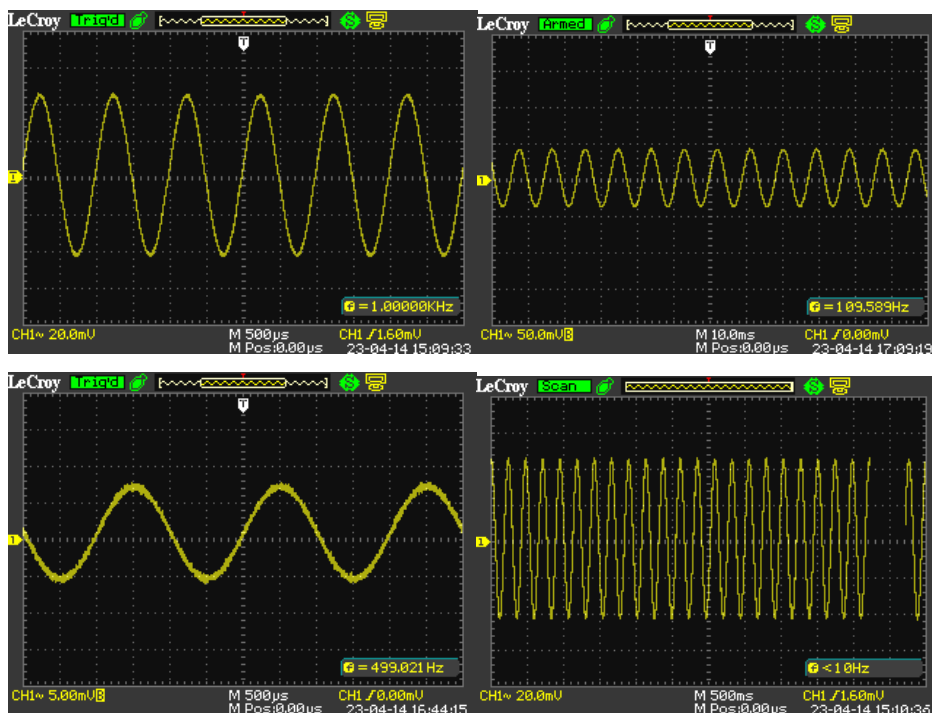 LeCroy Trig'd S
T
1
f=1.00000KHz
CH1~ 20.0mV M 500µs CH1 1.60mV
M Pos:0.00µs 23-04-14 15:09:33
LeCroy Armed S
T
1
f=109.589Hz
CH1~ 50.0mVB M 10.0ms CH1 0.00mV
M Pos:0.00µs 23-04-14 17:09:19
LeCroy Trig'd S
T
1
f=499.021Hz
CH1~ 5.00mVB M 500µs CH1 0.00mV
M Pos:0.00µs 23-04-14 16:44:15
LeCroy Scan S
1
f<10Hz
CH1~ 20.0mV M 500ms CH1 1.60mV
M Pos:0.00µs 23-04-14 15:10:36